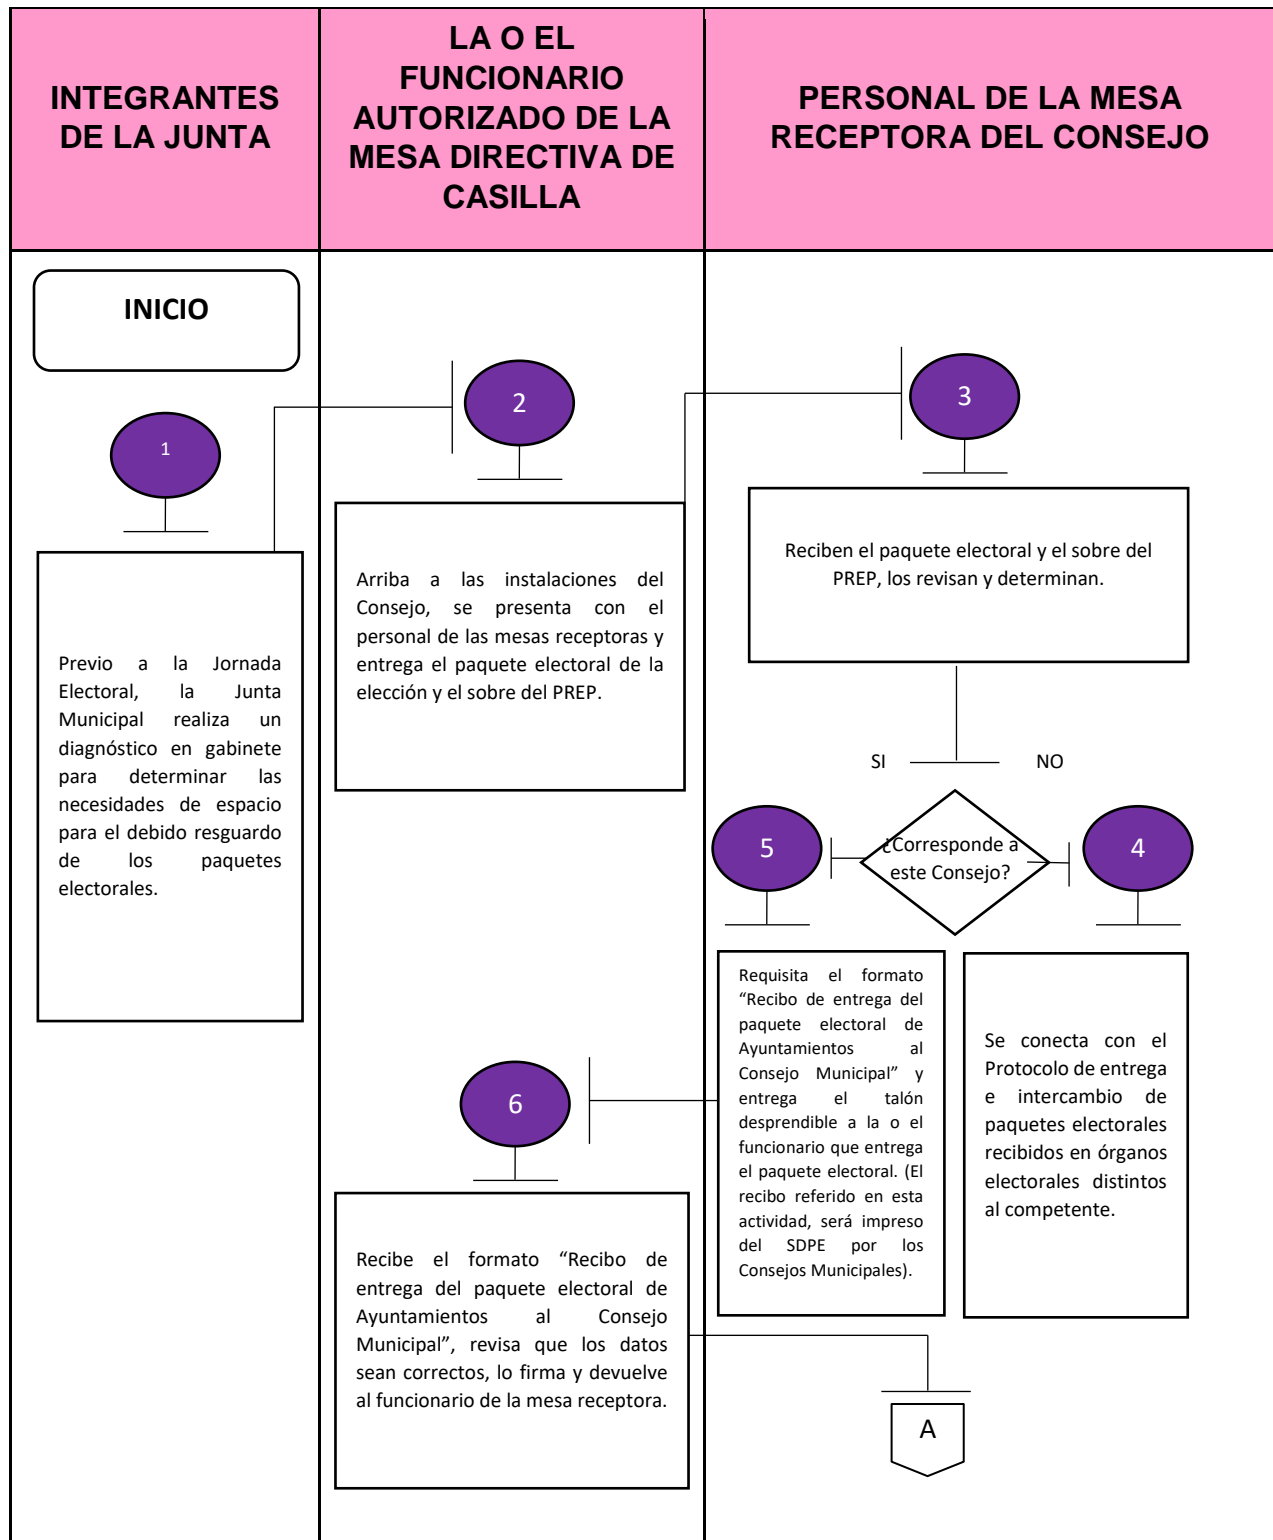 INTEGRANTES
DE LA JUNTA
LA O EL
FUNCIONARIO
AUTORIZADO DE LA
MESA DIRECTIVA DE
CASILLA
PERSONAL DE LA MESA
RECEPTORA DEL CONSEJO
INICIO
1
Previo a la Jornada
Electoral, la Junta
Municipal realiza un
diagnóstico en gabinete
para determinar las
necesidades de espacio
para el debido resguardo
de los paquetes
electorales.
2
Arriba a las instalaciones del
Consejo, se presenta con el
personal de las mesas receptoras y
entrega el paquete electoral de la
elección y el sobre del PREP.
3
Reciben el paquete electoral y el sobre del
PREP, los revisan y determinan.
SI
NO
¿Corresponde a
este Consejo?
4
Se conecta con el
Protocolo de entrega
e intercambio de
paquetes electorales
recibidos en órganos
electorales distintos
al competente.
5
Requisita el formato
“Recibo de entrega del
paquete electoral de
Ayuntamientos al
Consejo Municipal” y
entrega el talón
desprendible a la o el
funcionario que entrega
el paquete electoral. (El
recibo referido en esta
actividad, será impreso
del SDPE por los
Consejos Municipales).
6
Recibe el formato “Recibo de
entrega del paquete electoral de
Ayuntamientos al Consejo
Municipal”, revisa que los datos
sean correctos, lo firma y devuelve
al funcionario de la mesa receptora.
A